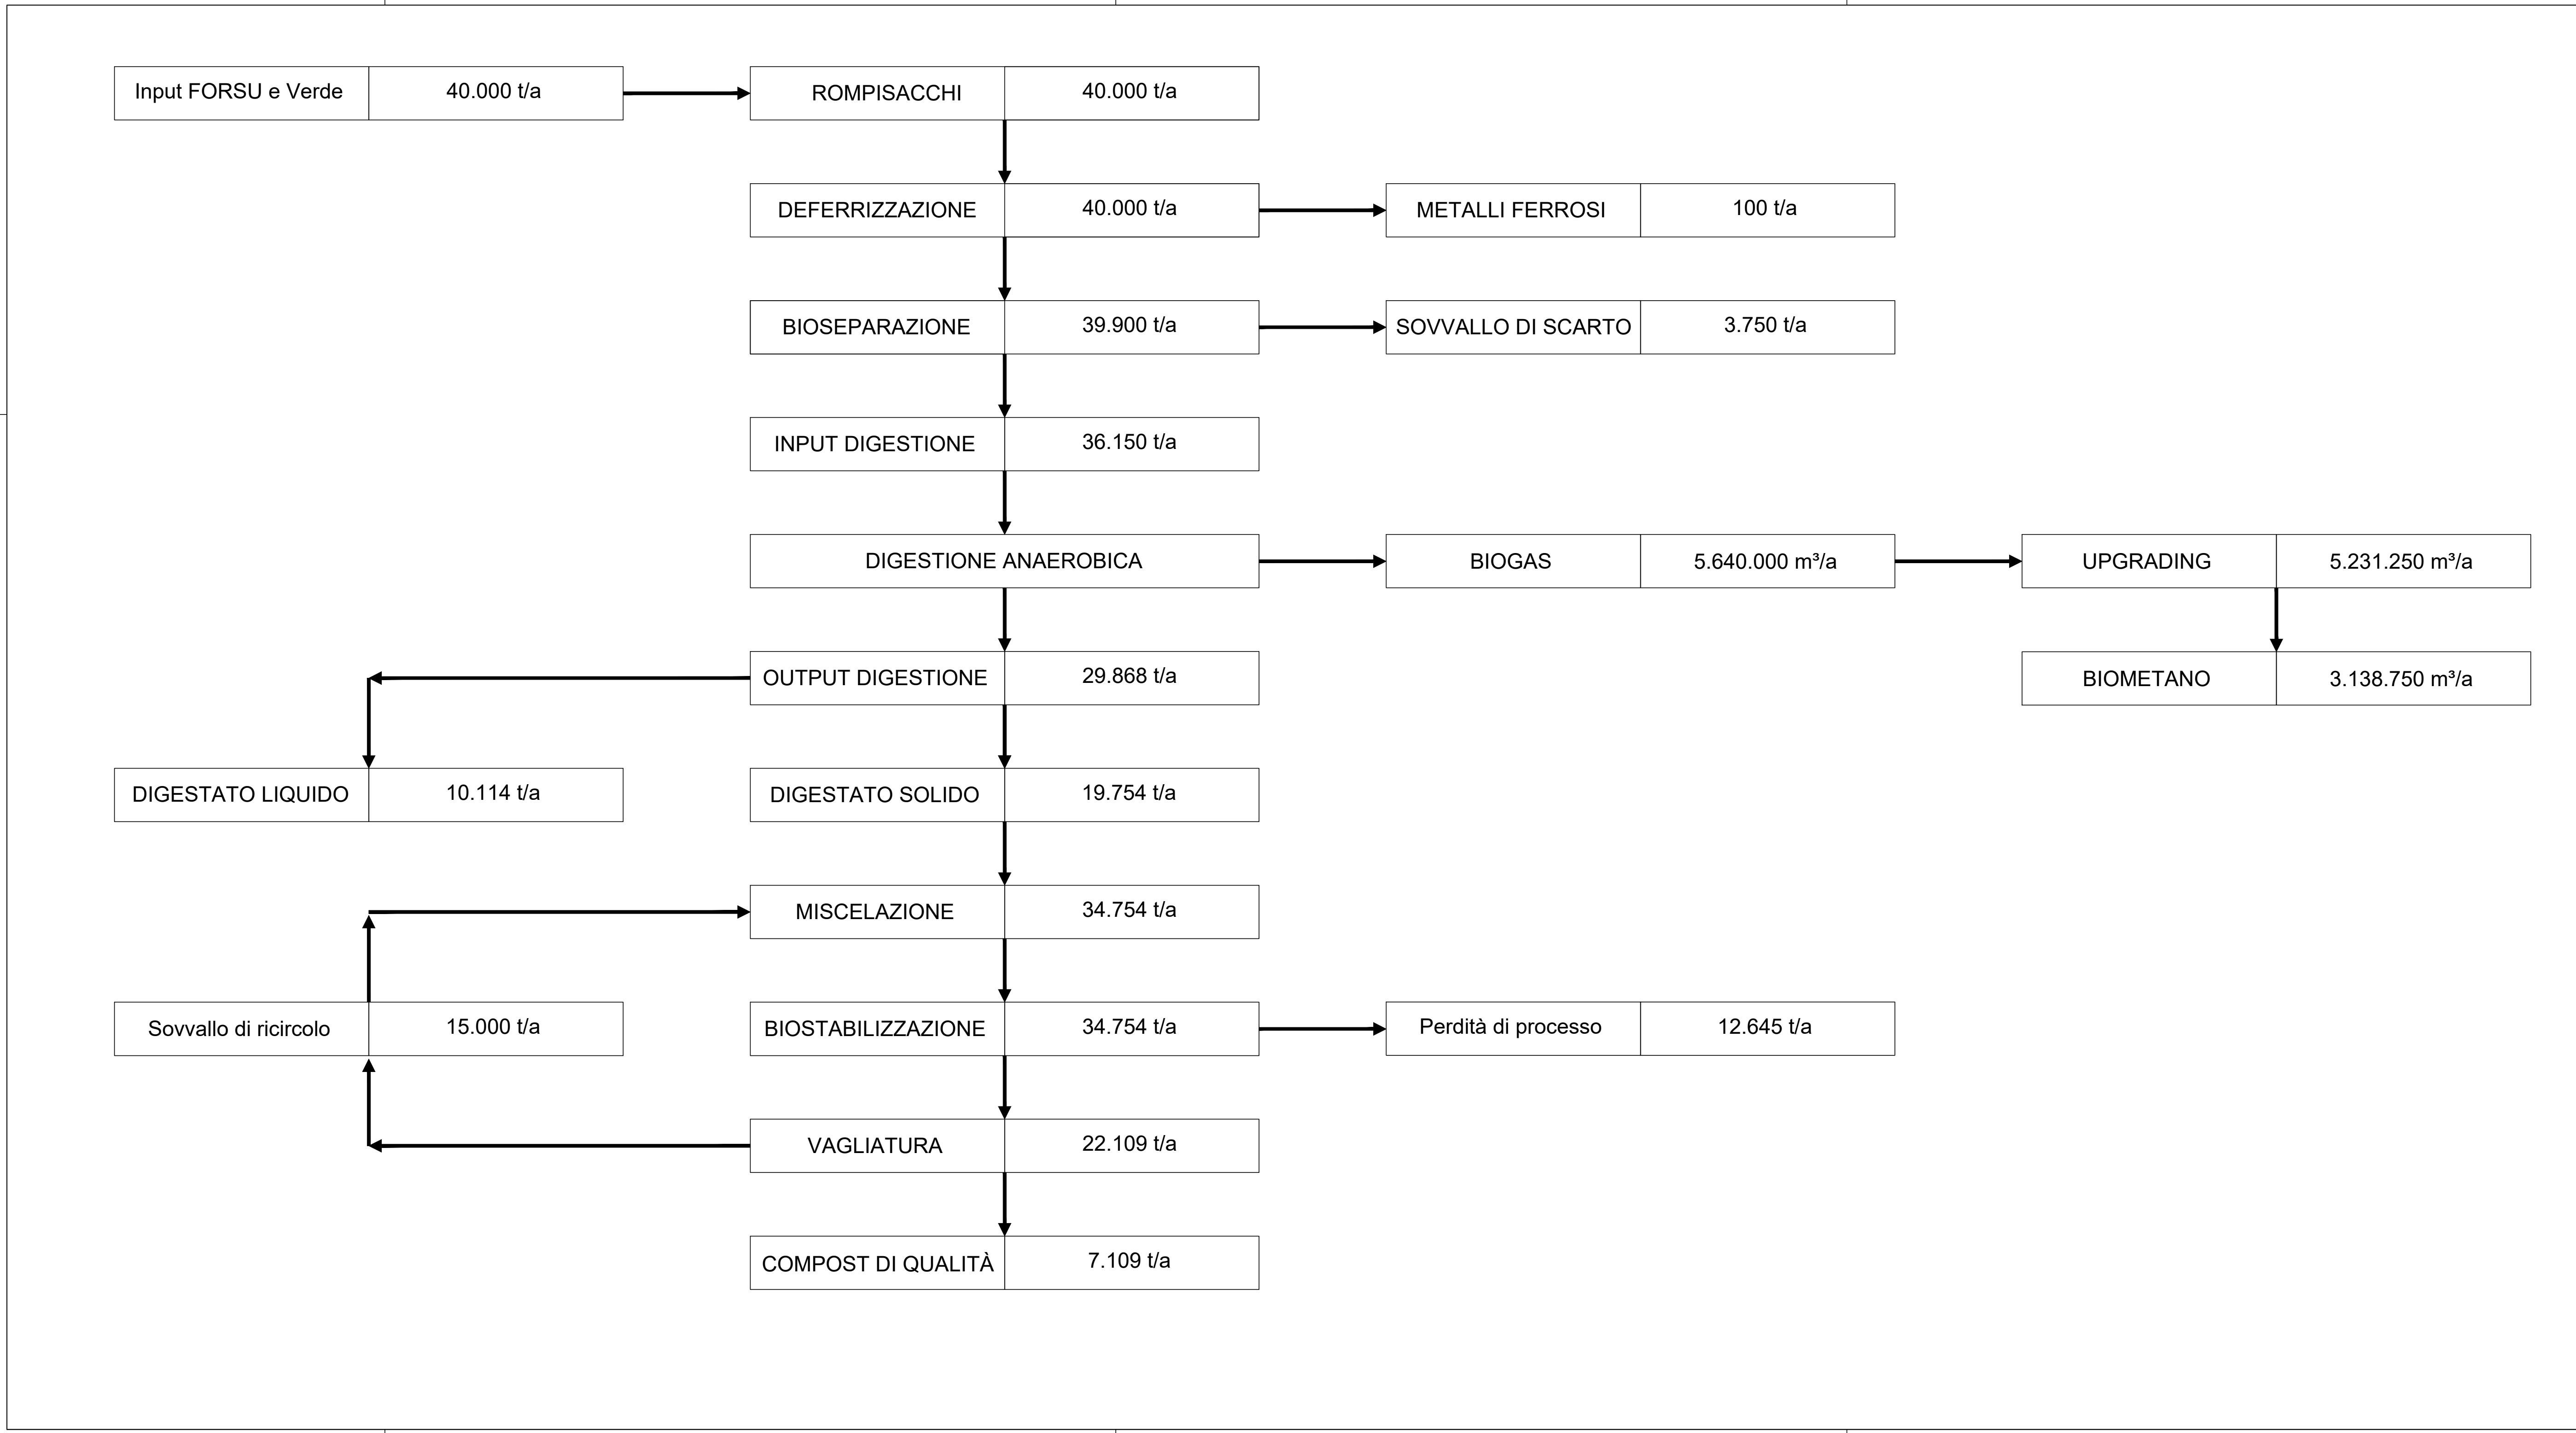 Input FORSU e Verde 40.000 t/a ROMPISACCHI 40.000 t/a
DEFERRIZZAZIONE 40.000 t/a METALLI FERROSI 100 t/a
BIOSEPARAZIONE 39.900 t/a SOVVALLO DI SCARTO 3.750 t/a
INPUT DIGESTIONE 36.150 t/a
DIGESTIONE ANAEROBICA BIOGAS 5.640.000 m³/a UPGRADING 5.231.250 m³/a
OUTPUT DIGESTIONE 29.868 t/a BIOMETANO 3.138.750 m³/a
DIGESTATO LIQUIDO 10.114 t/a DIGESTATO SOLIDO 19.754 t/a
MISCELAZIONE 34.754 t/a
Sovvallo di ricircolo 15.000 t/a BIOSTABILIZZAZIONE 34.754 t/a Perdità di processo 12.645 t/a
VAGLIATURA 22.109 t/a
COMPOST DI QUALITÀ 7.109 t/a